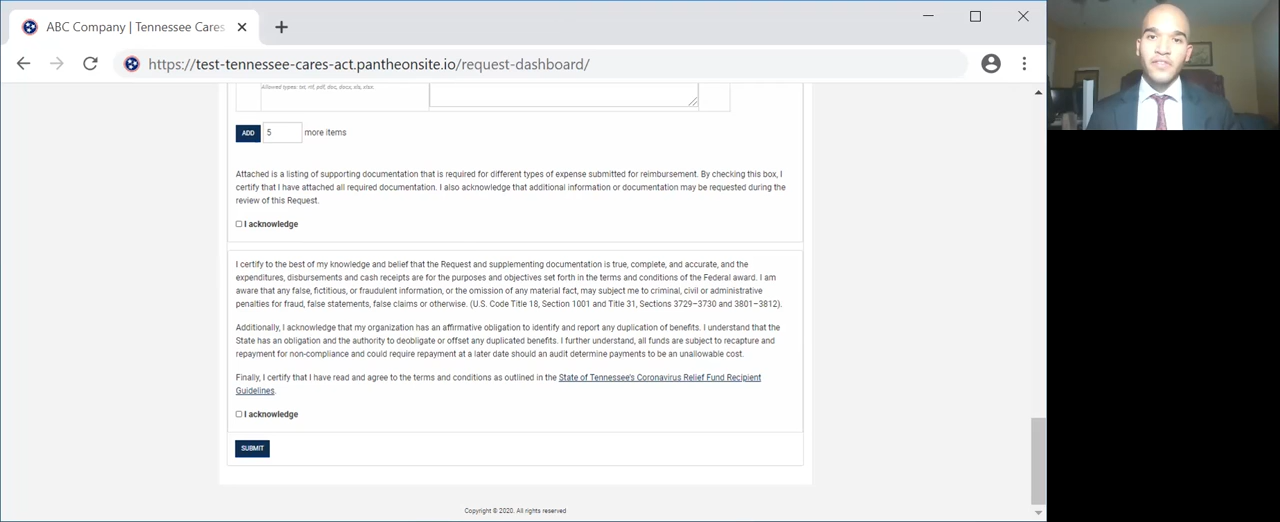 ABC Company | Tennessee Cares
https://test-tennessee-cares-act.pantheonsite.io/request-dashboard/
Allowed types: txt, rtf, pdf, doc, docx, xls, xlsx.
ADD 5 more items
Attached is a listing of supporting documentation that is required for different types of expense submitted for reimbursement. By checking this box, I
certify that I have attached all required documentation. I also acknowledge that additional information or documentation may be requested during the
review of this Request.
I acknowledge
I certify to the best of my knowledge and belief that the Request and supplementing documentation is true, complete, and accurate, and the
expenditures, disbursements and cash receipts are for the purposes and objectives set forth in the terms and conditions of the Federal award. I am
aware that any false, fictitious, or fraudulent information, or the omission of any material fact, may subject me to criminal, civil or administrative
penalties for fraud, false statements, false claims or otherwise. (U.S. Code Title 18, Section 1001 and Title 31, Sections 3729–3730 and 3801–3812).
Additionally, I acknowledge that my organization has an affirmative obligation to identify and report any duplication of benefits. I understand that the
State has an obligation and the authority to deobligate or offset any duplicated benefits. I further understand, all funds are subject to recapture and
repayment for non-compliance and could require repayment at a later date should an audit determine payments to be an unallowable cost.
Finally, I certify that I have read and agree to the terms and conditions as outlined in the State of Tennessee's Coronavirus Relief Fund Recipient
Guidelines.
I acknowledge
SUBMIT
Copyright © 2020. All rights reserved